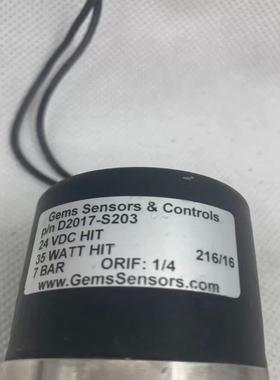 Gems Sensors & Controls
p/n D2017-S203
24 VDC HIT
35 WATT HIT 216/16
7 BAR ORIF: 1/4
www.GemsSensors.com